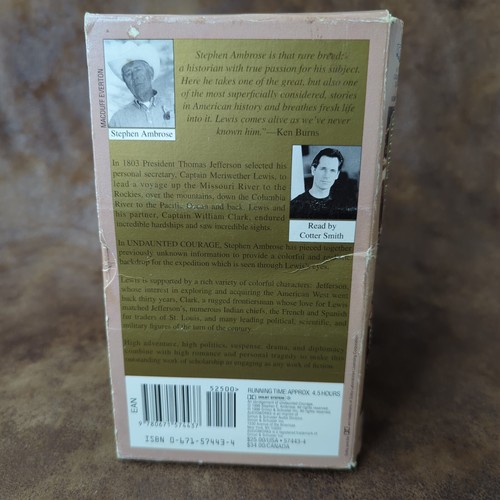 MACDUFF EVERTON
Stephen Ambrose
Stephen Ambrose is that rare breed:
a historian with true passion for his subject.
Here he takes one of the great, but also one
of the most superficially considered, stories
in American history and breathes fresh life
into it. Lewis comes alive as we've never
known him."—Ken Burns
Read by
Cotter Smith
In 1803 President Thomas Jefferson selected his
personal secretary, Captain Meriwether Lewis, to
lead a voyage up the Missouri River to the
Rockies, over the mountains, down the Columbia
River to the Pacific Ocean and back. Lewis and
his partner, Captain William Clark, endured
incredible hardships and saw incredible sights.
In UNDAUNTED COURAGE, Stephen Ambrose has pieced together
previously unknown information to provide a colorful and
backdrop for the expedition which is seen through Lewis's eyes.
Lewis is supported by a rich variety of colorful characters: Jefferson,
whose interest in exploring and acquiring the American West went
back thirty years, Clark, a rugged frontiersman whose love for Lewis
matched Jefferson's, numerous Indian chiefs, the French and Spanish
fur traders of St. Louis, and many leading political, scientific, and
military figures of the turn of the century.
High adventure, high politics, suspense, drama, and diplomacy
combine with high romance and personal tragedy to make this
outstanding work of scholarship as engaging as any work of fiction.
EAN
52500
9 780671 574437
ISBN 0-671-57443-4
RUNNING TIME: APPROX. 4.5 HOURS
$25.00 USA • 57443-4
$34.00 CANADA